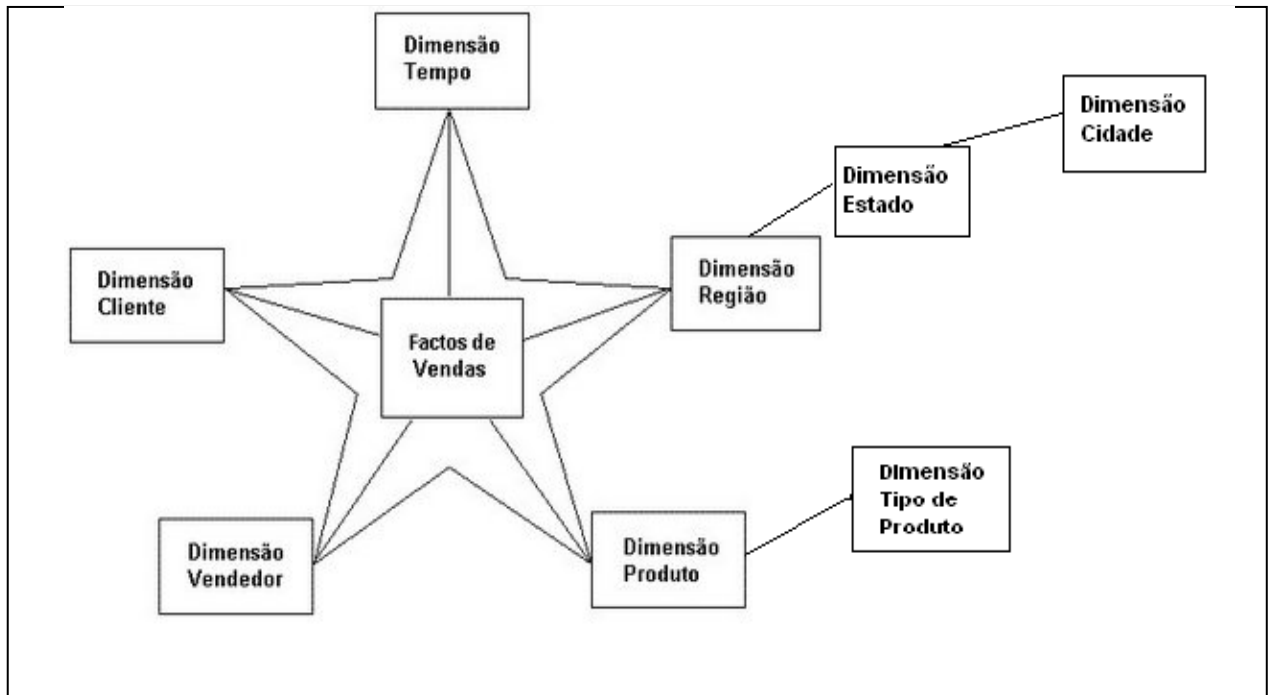 Dimensão
Tempo
Dimensão
Cidade
Dimensão
Estado
Dimensão
Região
Dimensão
Cliente
Factos de
Vendas
Dimensão
Tipo de
Produto
Dimensão
Vendedor
Dimensão
Produto